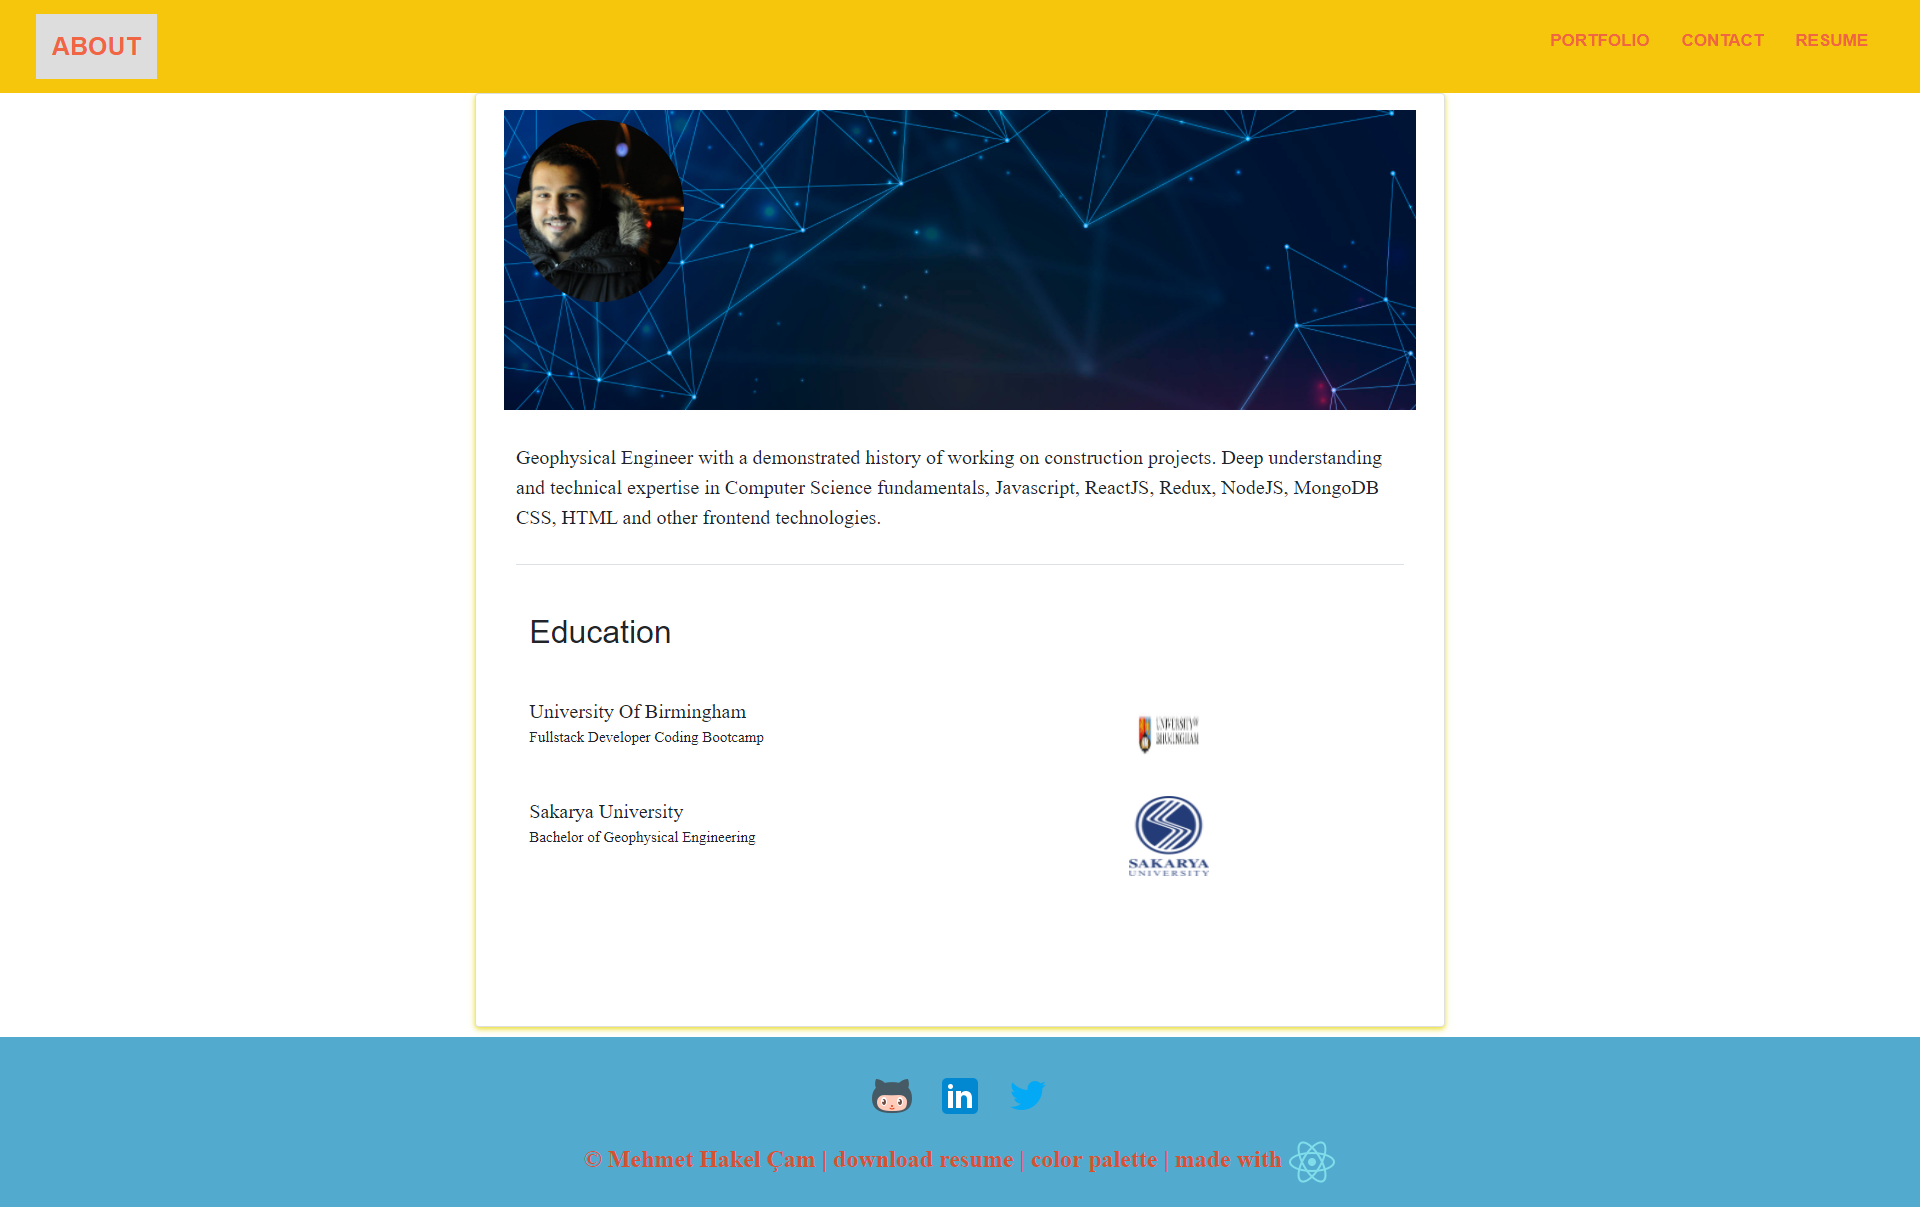 ABOUT
PORTFOLIO
CONTACT
RESUME
Geophysical Engineer with a demonstrated history of working on construction projects. Deep understanding
and technical expertise in Computer Science fundamentals, Javascript, ReactJS, Redux, NodeJS, MongoDB
CSS, HTML and other frontend technologies.
Education
University Of Birmingham
Fullstack Developer Coding Bootcamp
UNIVERSITY OF
BIRMINGHAM
Sakarya University
Bachelor of Geophysical Engineering
SAKARYA
UNIVERSITY
in
© Mehmet Hakel Çam | download resume | color palette | made with